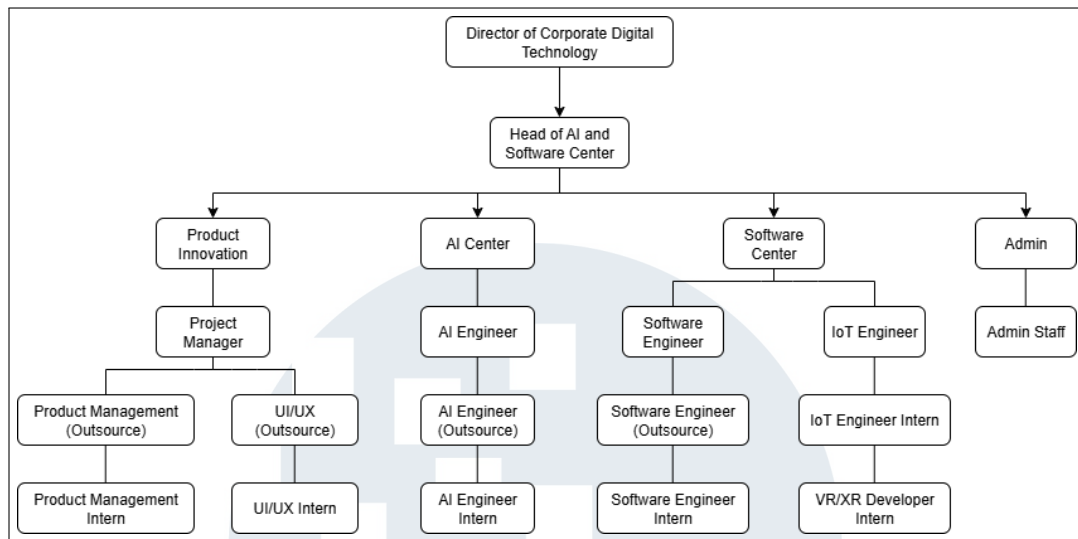 Director of Corporate Digital
Technology
Head of AI and
Software Center
Product
Innovation
AI Center
Software
Center
Admin
Project
Manager
AI Engineer
Software
Engineer
IoT Engineer
Admin Staff
Product Management
(Outsource)
UI/UX
(Outsource)
AI Engineer
(Outsource)
Software Engineer
(Outsource)
IoT Engineer Intern
Product Management
Intern
UI/UX Intern
AI Engineer
Intern
Software Engineer
Intern
VR/XR Developer
Intern